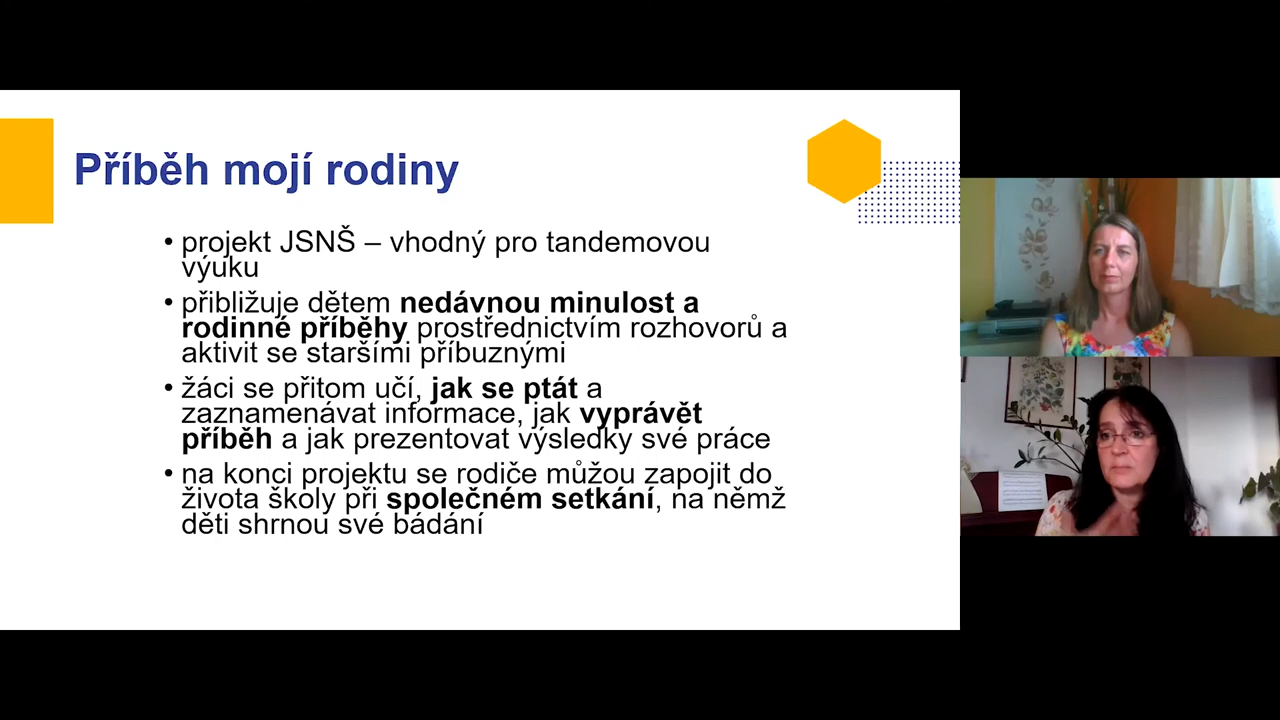 Příběh mojí rodiny
• projekt JSNŠ – vhodný pro tandemovou
výuku
• přibližuje dětem nedávnou minulost a
rodinné příběhy prostřednictvím rozhovorů a
aktivit se staršími příbuznými
• žáci se přitom učí, jak se ptát a
zaznamenávat informace, jak vyprávět
příběh a jak prezentovat výsledky své práce
• na konci projektu se rodiče můžou zapojit do
života školy při společném setkání, na němž
děti shrnou své bádání